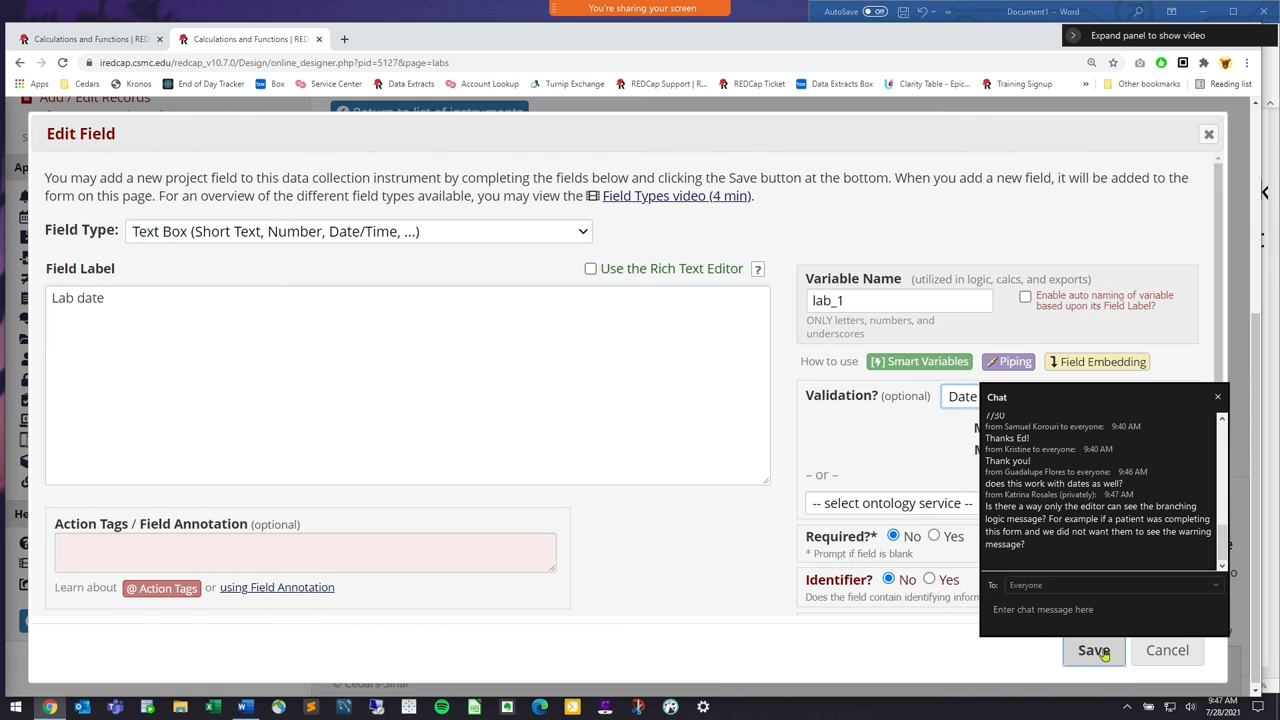 You're sharing your screen
AutoSave Off Document1 - Word
Calculations and Functions | RED
Calculations and Functions | RED
Expand panel to show video
iredcap.csmc.edu/redcap_v10.7.0/Design/online_designer.php?pid=5127&page=labs
Apps Cedars Kronos End of Day Tracker Box Service Center Data Extracts Account Lookup Turnip Exchange REDCap Support | R... REDCap Ticket Data Extracts Box Clarity Table - Epic... Training Signup » Other bookmarks Reading list
Add / Edit Records
Return to list of instruments
Edit Field
You may add a new project field to this data collection instrument by completing the fields below and clicking the Save button at the bottom. When you add a new field, it will be added to the
form on this page. For an overview of the different field types available, you may view the Field Types video (4 min).
Field Type: Text Box (Short Text, Number, Date/Time, ...)
Field Label Use the Rich Text Editor ?
Lab date
Variable Name (utilized in logic, calcs, and exports)
lab_1
Enable auto naming of variable
based upon its Field Label?
ONLY letters, numbers, and
underscores
How to use Smart Variables Piping Field Embedding
Validation? (optional) Date
– or –
-- select ontology service --
Required?* No Yes
* Prompt if field is blank
Identifier? No Yes
Does the field contain identifying inform
Action Tags / Field Annotation (optional)
Learn about @ Action Tags or using Field Annotation
Chat
7/30
from Samuel Korouri to everyone: 9:40 AM
Thanks Ed!
from Kristine to everyone: 9:40 AM
Thank you!
from Guadalupe Flores to everyone: 9:46 AM
does this work with dates as well?
from Katrina Rosales (privately): 9:47 AM
Is there a way only the editor can see the branching
logic message? For example if a patient was completing
this form and we did not want them to see the warning
message?
To: Everyone
Enter chat message here
Save Cancel
© Cedars-Sinai
9:47 AM
7/28/2021